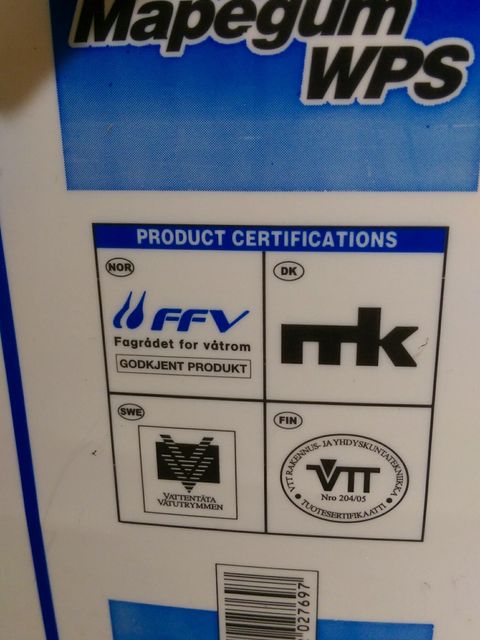 Mapegum
WPS
PRODUCT CERTIFICATIONS
NOR
FFV
Fagrådet for våtrom
GODKJENT PRODUKT
DK
mk
SWE
VATTENTÄTA
VÅTUTRYMMEN
FIN
VTT RAKENNUS- JA YHDYSKUNTATEKNIIKKA
VTT
Nro 204/05
• TUOTESERTIFIKAATTI •
027697